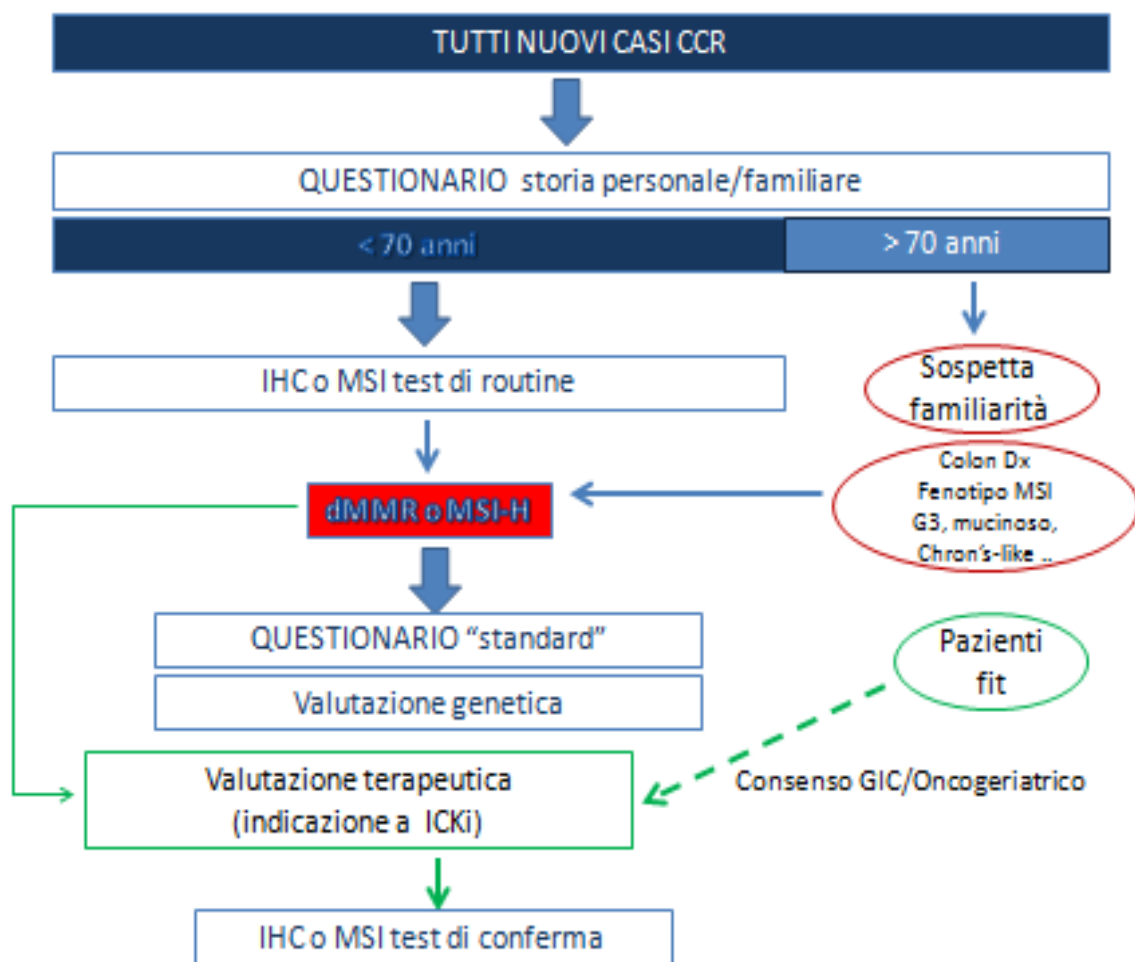 TUTTI NUOVI CASI CCR
QUESTIONARIO storia personale/familiare
< 70 anni
> 70 anni
IHC o MSI test di routine
Sospetta
familiarità
Colon Dx
Fenotipo MSI
G3, mucinoso,
Chron's-like ..
dMMR o MSI-H
QUESTIONARIO “standard”
Valutazione genetica
Pazienti
fit
Valutazione terapeutica
(indicazione a ICKi)
Consenso GIC/Oncogeriatrico
IHC o MSI test di conferma